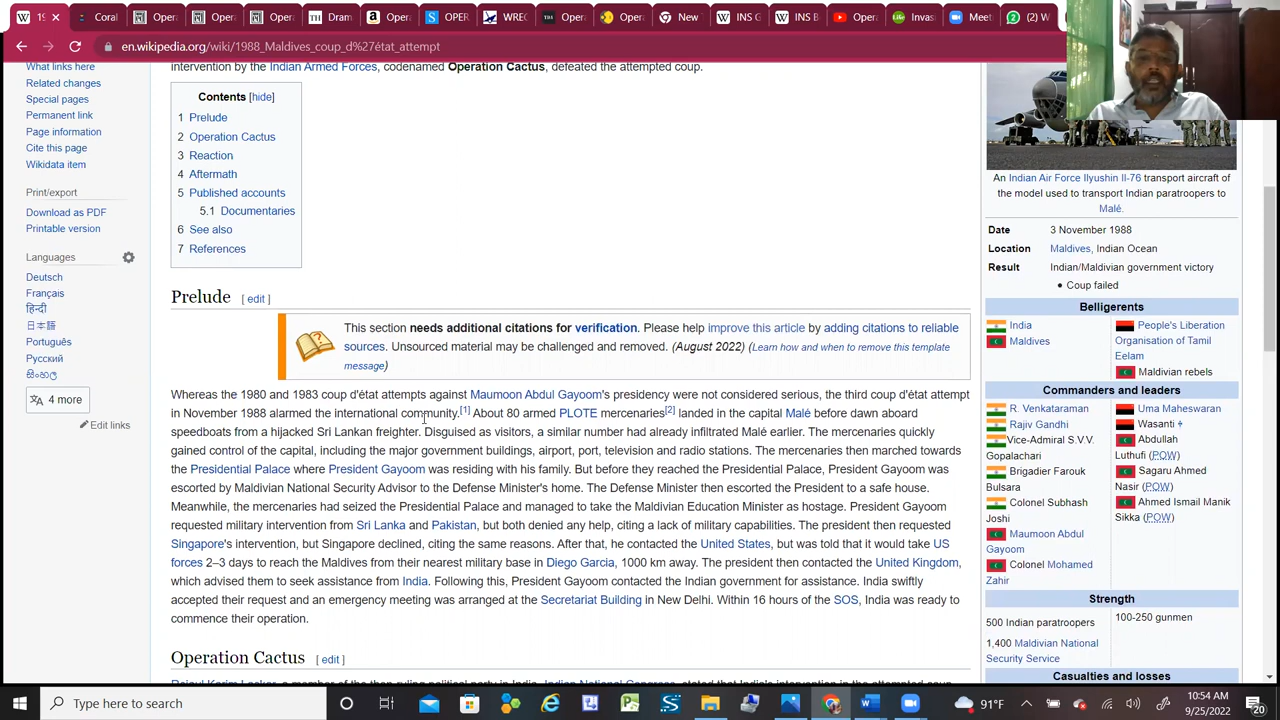 19
Coral
Oper
Oper
Oper
Dram
Oper
OPER
WREC
Oper
Opera
New
INS G
INS B
Opera
Invas
Meet
(2) W
en.wikipedia.org/wiki/1988_Maldives_coup_d%27état_attempt
What links here
Related changes
Special pages
Permanent link
Page information
Cite this page
Wikidata item
Print/export
Download as PDF
Printable version
Languages
Deutsch
Français
हिन्दी
日本語
Português
Русский
සිංහල
4 more
Edit links
intervention by the Indian Armed Forces, codenamed Operation Cactus, defeated the attempted coup.
Contents [hide]
1 Prelude
2 Operation Cactus
3 Reaction
4 Aftermath
5 Published accounts
5.1 Documentaries
6 See also
7 References
Prelude [ edit ]
This section needs additional citations for verification. Please help improve this article by adding citations to reliable
sources. Unsourced material may be challenged and removed. (August 2022) (Learn how and when to remove this template
message)
Whereas the 1980 and 1983 coup d'état attempts against Maumoon Abdul Gayoom's presidency were not considered serious, the third coup d'état attempt
in November 1988 alarmed the international community.[1] About 80 armed PLOTE mercenaries[2] landed in the capital Malé before dawn aboard
speedboats from a hijacked Sri Lankan freighter. Disguised as visitors, a similar number had already infiltrated Malé earlier. The mercenaries quickly
gained control of the capital, including the major government buildings, airport, port, television and radio stations. The mercenaries then marched towards
the Presidential Palace where President Gayoom was residing with his family. But before they reached the Presidential Palace, President Gayoom was
escorted by Maldivian National Security Advisor to the Defense Minister's home. The Defense Minister then escorted the President to a safe house.
Meanwhile, the mercenaries had seized the Presidential Palace and managed to take the Maldivian Education Minister as hostage. President Gayoom
requested military intervention from Sri Lanka and Pakistan, but both denied any help, citing a lack of military capabilities. The president then requested
Singapore's intervention, but Singapore declined, citing the same reasons. After that, he contacted the United States, but was told that it would take US
forces 2–3 days to reach the Maldives from their nearest military base in Diego Garcia, 1000 km away. The president then contacted the United Kingdom,
which advised them to seek assistance from India. Following this, President Gayoom contacted the Indian government for assistance. India swiftly
accepted their request and an emergency meeting was arranged at the Secretariat Building in New Delhi. Within 16 hours of the SOS, India was ready to
commence their operation.
Operation Cactus [ edit ]
An Indian Air Force Ilyushin Il-76 transport aircraft of
the model used to transport Indian paratroopers to
Malé.
Date 3 November 1988
Location Maldives, Indian Ocean
Result Indian/Maldivian government victory
• Coup failed
Belligerents
India
Maldives
People's Liberation
Organisation of Tamil
Eelam
Maldivian rebels
Commanders and leaders
R. Venkataraman
Rajiv Gandhi
Vice-Admiral S.V.V.
Gopalachari
Brigadier Farouk
Bulsara
Colonel Subhash
Joshi
Maumoon Abdul
Gayoom
Colonel Mohamed
Zahir
Uma Maheswaran
Wasanti
Abdullah
Luthufi (POW)
Sagaru Ahmed
Nasir (POW)
Ahmed Ismail Manik
Sikka (POW)
Strength
500 Indian paratroopers
1,400 Maldivian National
Security Service
100-250 gunmen
Casualties and losses
Type here to search
91°F
10:54 AM
9/25/2022
20